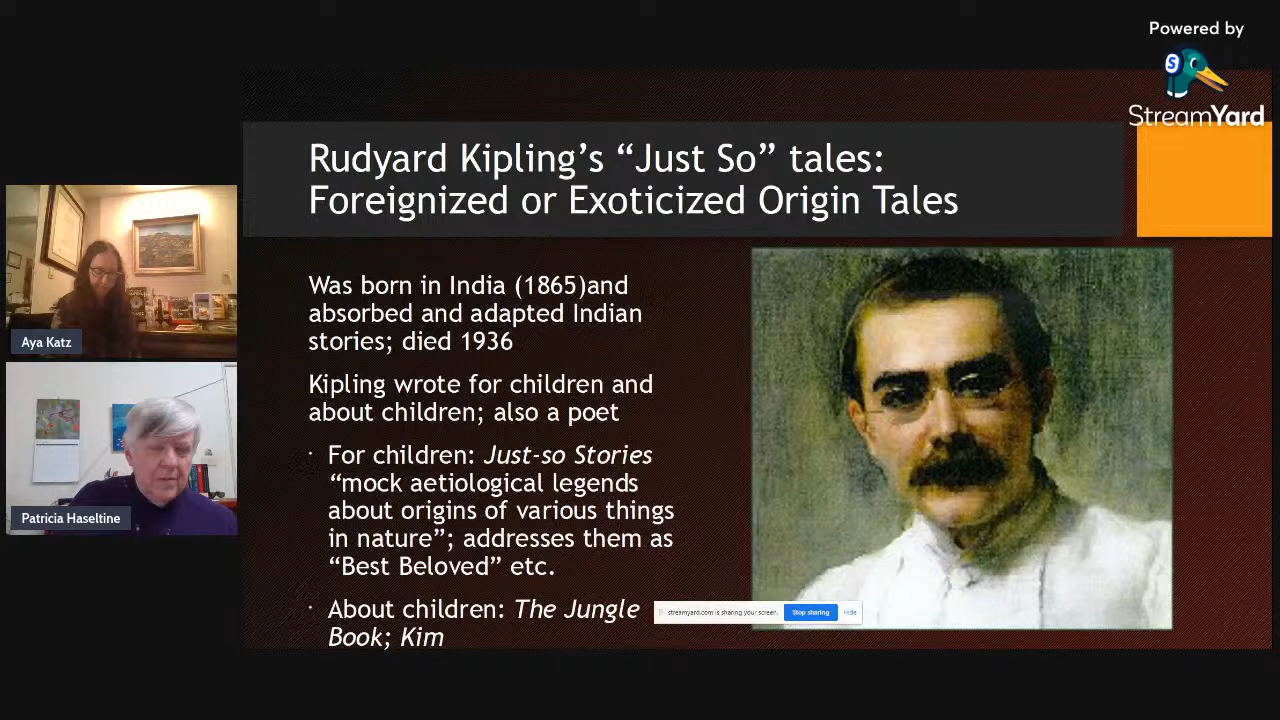 Powered by
StreamYard
Rudyard Kipling’s “Just So” tales:
Foreignized or Exoticized Origin Tales
Was born in India (1865)and
absorbed and adapted Indian
stories; died 1936
Kipling wrote for children and
about children; also a poet
· For children: Just-so Stories
“mock aetiological legends
about origins of various things
in nature”; addresses them as
“Best Beloved” etc.
· About children: The Jungle
Book; Kim
Aya Katz
Patricia Haseltine
streamyard.com is sharing your screen.
Stop sharing
Hide